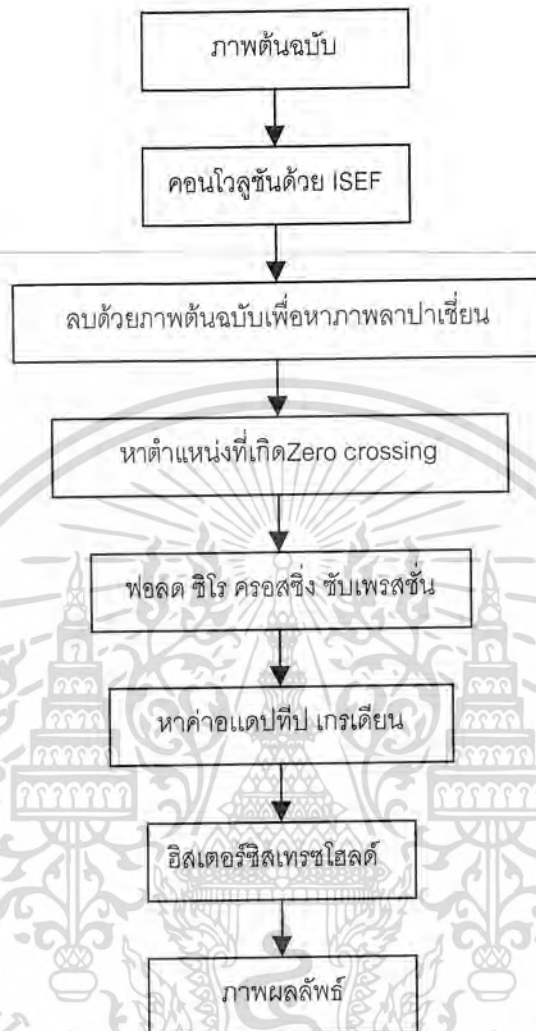 ภาพต้นฉบับ
คอนโวลูชันด้วย ISEF
ลบด้วยภาพต้นฉบับเพื่อหาภาพลาปาเชี่ยน
หาตำแหน่งที่เกิดZero crossing
ฟอลด ซิโร ครอสซิ่ง ซับเพรสชั่น
หาค่าอแดปทีป เกรเดียน
ฮิสเตอร์ซิสเทรชโฮลด์
ภาพผลลัพธ์